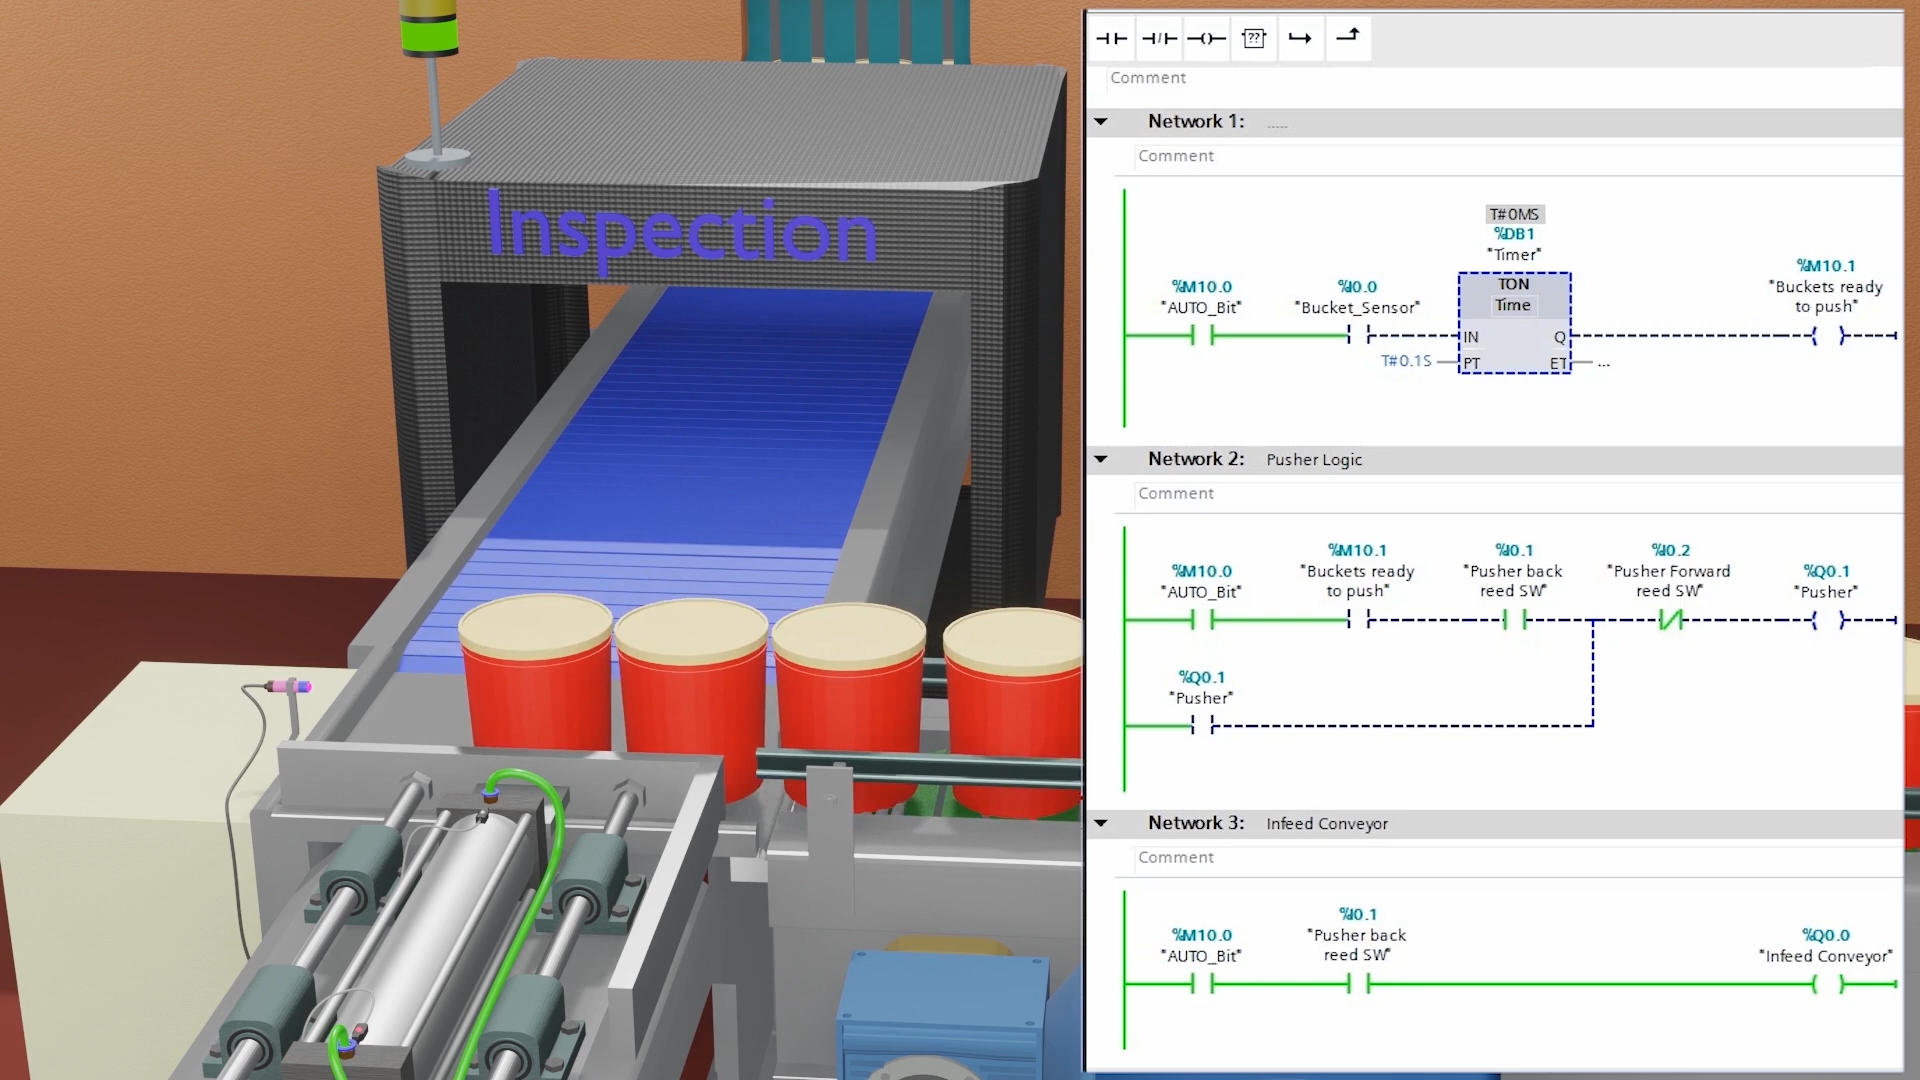 Inspection
??
Comment
Network 1: .....
Comment
T#0MS
%DB1
"Timer"
%M10.0
"AUTO_Bit"
%I0.0
"Bucket_Sensor"
TON
Time
IN Q
T#0.1S PT ET ...
%M10.1
"Buckets ready
to push"
Network 2: Pusher Logic
Comment
%M10.0
"AUTO_Bit"
%M10.1
"Buckets ready
to push"
%I0.1
"Pusher back
reed SW"
%I0.2
"Pusher Forward
reed SW"
%Q0.1
"Pusher"
%Q0.1
"Pusher"
Network 3: Infeed Conveyor
Comment
%M10.0
"AUTO_Bit"
%I0.1
"Pusher back
reed SW"
%Q0.0
"Infeed Conveyor"